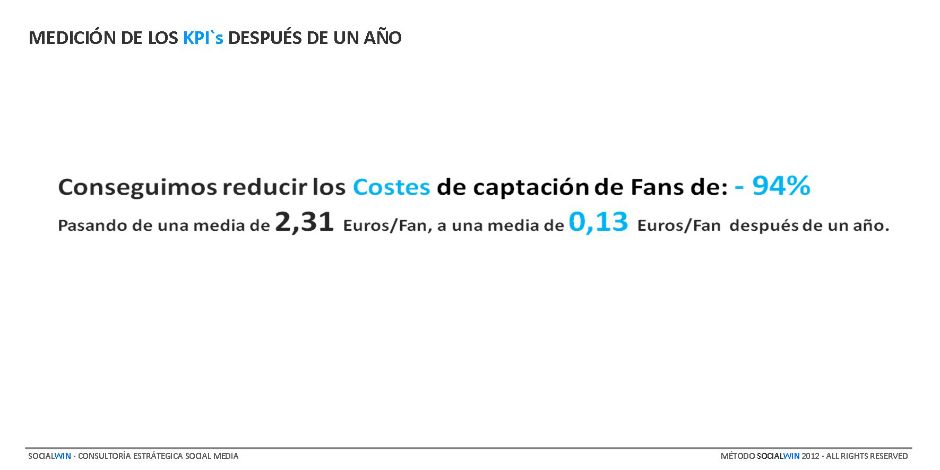 MEDICIÓN DE LOS KPI`s DESPUÉS DE UN AÑO
Conseguimos reducir los Costes de captación de Fans de: - 94%
Pasando de una media de 2,31 Euros/Fan, a una media de 0,13 Euros/Fan después de un año.
SOCIALWIN - CONSULTORÍA ESTRÁTEGICA SOCIAL MEDIA
MÉTODO SOCIALWIN 2012 - ALL RIGHTS RESERVED